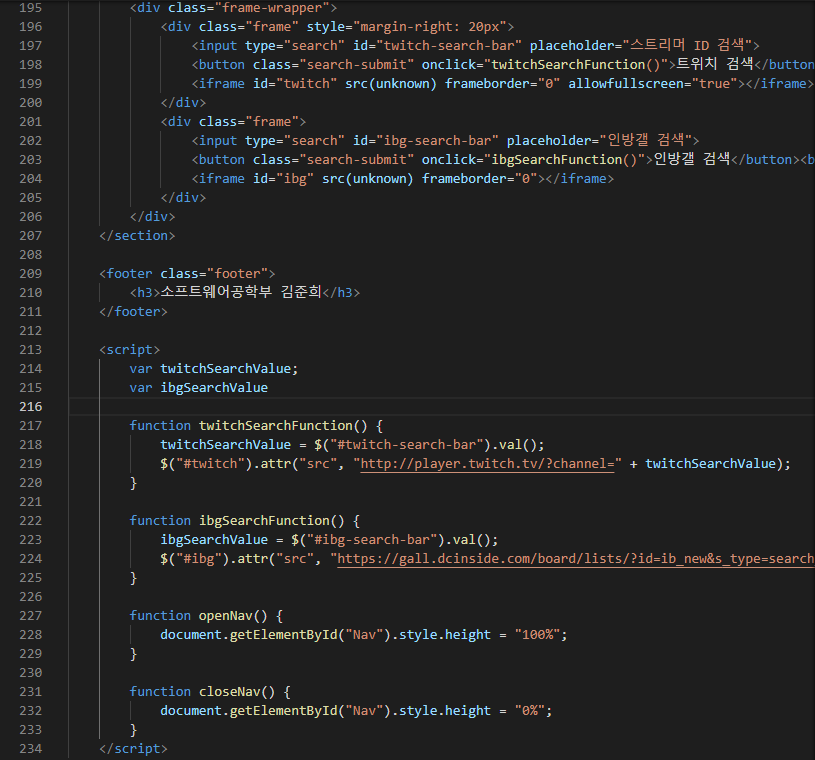 195 <div class="frame-wrapper">
196 <div class="frame" style="margin-right: 20px">
197 <input type="search" id="twitch-search-bar" placeholder="스트리머 ID 검색">
198 <button class="search-submit" onclick="twitchSearchFunction()">트위치 검색</button
199 <iframe id="twitch" src(unknown) frameborder="0" allowfullscreen="true"></iframe>
200 </div>
201 <div class="frame">
202 <input type="search" id="ibg-search-bar" placeholder="인방갤 검색">
203 <button class="search-submit" onclick="ibgSearchFunction()">인방갤 검색</button><b
204 <iframe id="ibg" src(unknown) frameborder="0"></iframe>
205 </div>
206 </div>
207 </section>
208
209 <footer class="footer">
210 <h3>소프트웨어공학부 김준희</h3>
211 </footer>
212
213 <script>
214 var twitchSearchValue;
215 var ibgSearchValue
216
217 function twitchSearchFunction() {
218 twitchSearchValue = $("#twitch-search-bar").val();
219 $("#twitch").attr("src", "http://player.twitch.tv/?channel=" + twitchSearchValue);
220 }
221
222 function ibgSearchFunction() {
223 ibgSearchValue = $("#ibg-search-bar").val();
224 $("#ibg").attr("src", "https://gall.dcinside.com/board/lists/?id=ib_new&s_type=search
225 }
226
227 function openNav() {
228 document.getElementById("Nav").style.height = "100%";
229 }
230
231 function closeNav() {
232 document.getElementById("Nav").style.height = "0%";
233 }
234 </script>